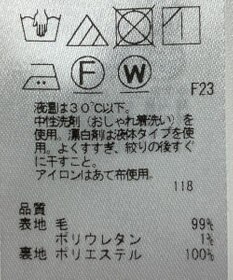 F
W
F23
液温は30℃以下。
中性洗剤(おしゃれ着洗い)を
使用。漂白剤は液体タイプを使
用。よくすすぎ、絞りの後すぐ
に干すこと。
アイロンはあて布使用。
118
品質
表地 毛 99%
ポリウレタン 1%
裏地 ポリエステル 100%